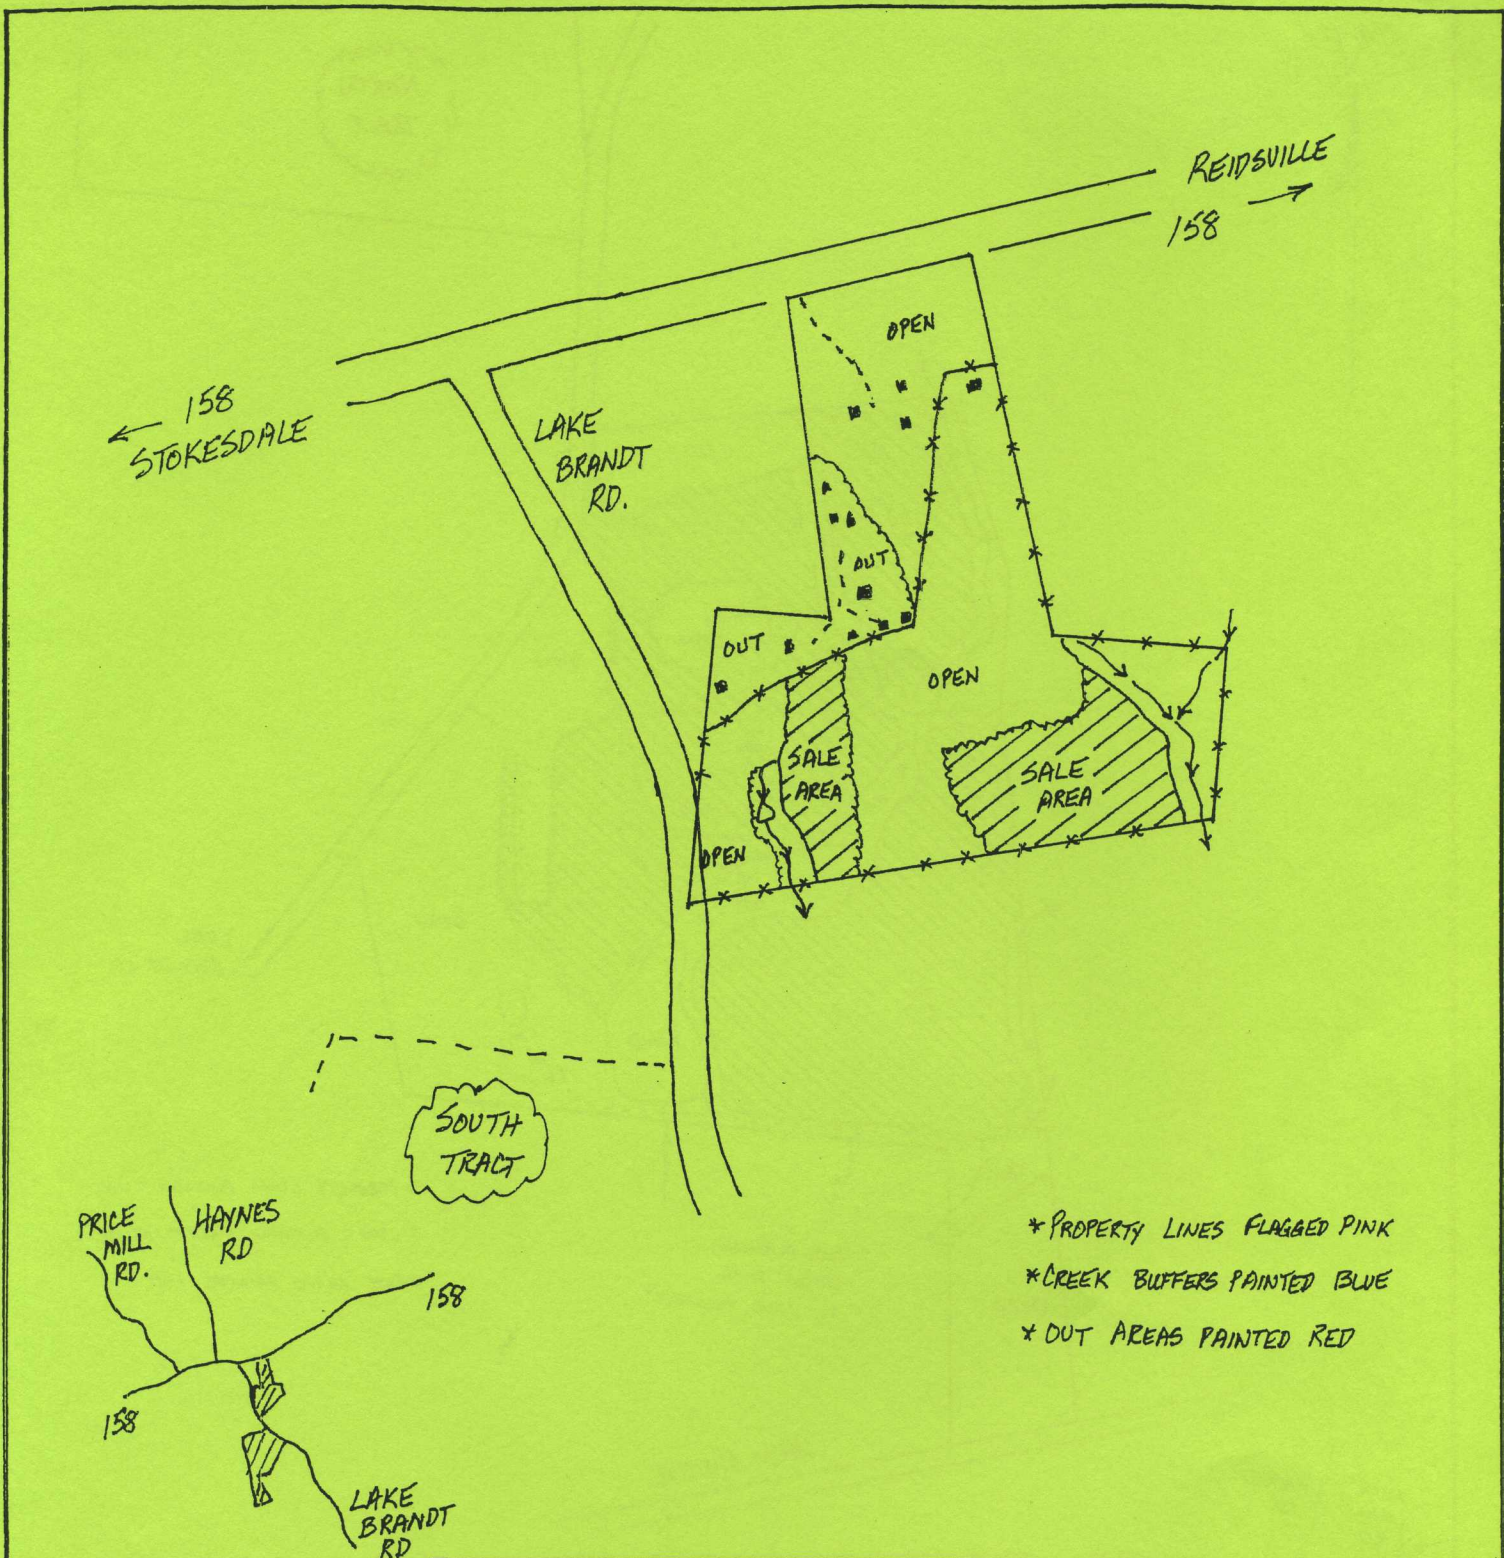 REIDSVILLE
158
OPEN
158
STOKESDALE
LAKE
BRANDT
RD.
OUT
OUT
OPEN
SALE
AREA
SALE
AREA
OPEN
SOUTH
TRACT
PRICE
MILL
RD.
HAYNES
RD
158
158
LAKE
BRANDT
RD
* PROPERTY LINES FLAGGED PINK
* CREEK BUFFERS PAINTED BLUE
* OUT AREAS PAINTED RED